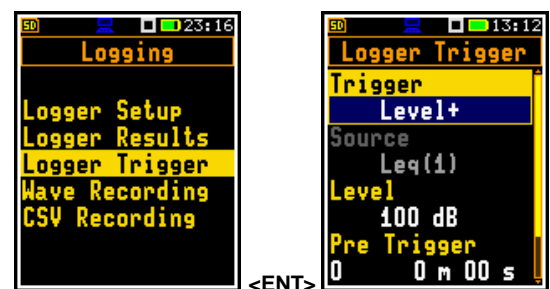 SD 23:16
Logging
Logger Setup
Logger Results
Logger Trigger
Wave Recording
CSV Recording
<ENT>
SD 13:12
Logger Trigger
Trigger
Level+
Source
Leq(1)
Level
100 dB
Pre Trigger
0 0 m 00 s